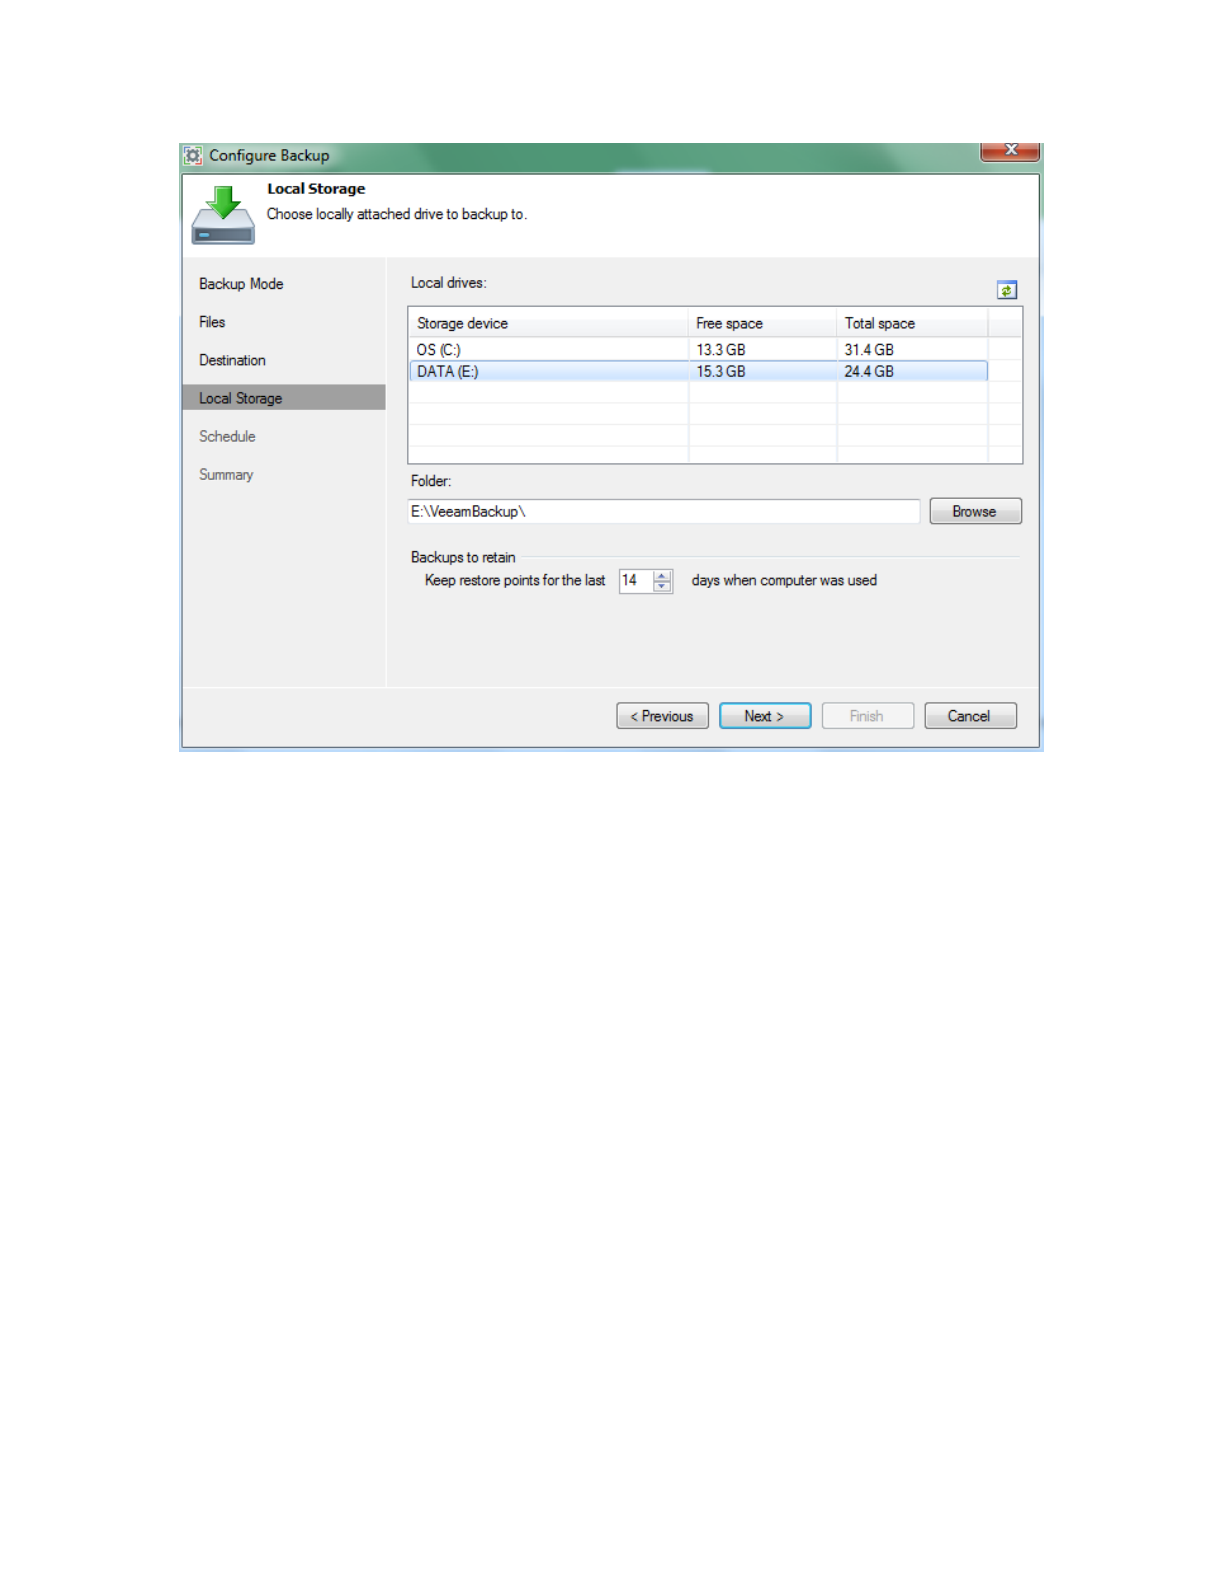 Configure Backup
Local Storage
Choose locally attached drive to backup to.
Backup Mode
Files
Destination
Local Storage
Schedule
Summary
Local drives:
Storage device Free space Total space
OS (C:) 13.3 GB 31.4 GB
DATA (E:) 15.3 GB 24.4 GB
Folder:
E:\VeeamBackup\ Browse
Backups to retain
Keep restore points for the last 14 days when computer was used
< Previous Next > Finish Cancel